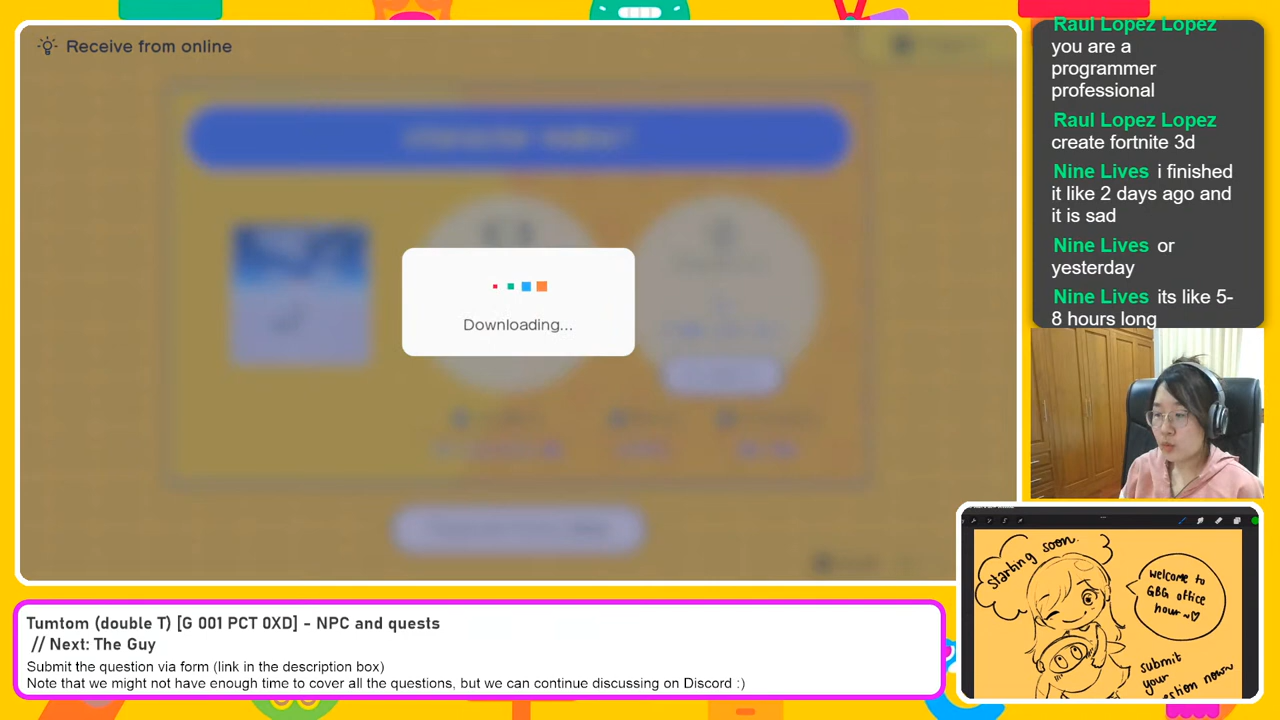 Receive from online
Downloading...
Raul Lopez Lopez
you are a
programmer
professional
Raul Lopez Lopez
create fortnite 3d
Nine Lives i finished
it like 2 days ago and
it is sad
Nine Lives or
yesterday
Nine Lives its like 5-
8 hours long
starting soon
welcome to
GBG office
hour~
submit
your
question now~
Tumtom (double T) [G 001 PCT 0XD] - NPC and quests
// Next: The Guy
Submit the question via form (link in the description box)
Note that we might not have enough time to cover all the questions, but we can continue discussing on Discord :)